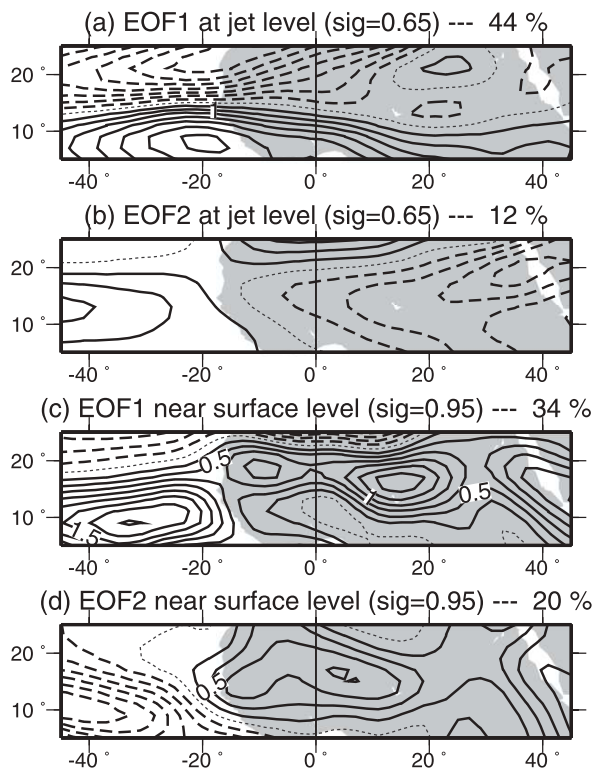 (a) EOF1 at jet level (sig=0.65) --- 44 %
20°
10°
1
-40° -20° 0° 20° 40°
(b) EOF2 at jet level (sig=0.65) --- 12 %
20°
10°
-40° -20° 0° 20° 40°
(c) EOF1 near surface level (sig=0.95) --- 34 %
20°
10°
0.5
1
0.5
1.5
-40° -20° 0° 20° 40°
(d) EOF2 near surface level (sig=0.95) --- 20 %
20°
10°
0.5
-40° -20° 0° 20° 40°